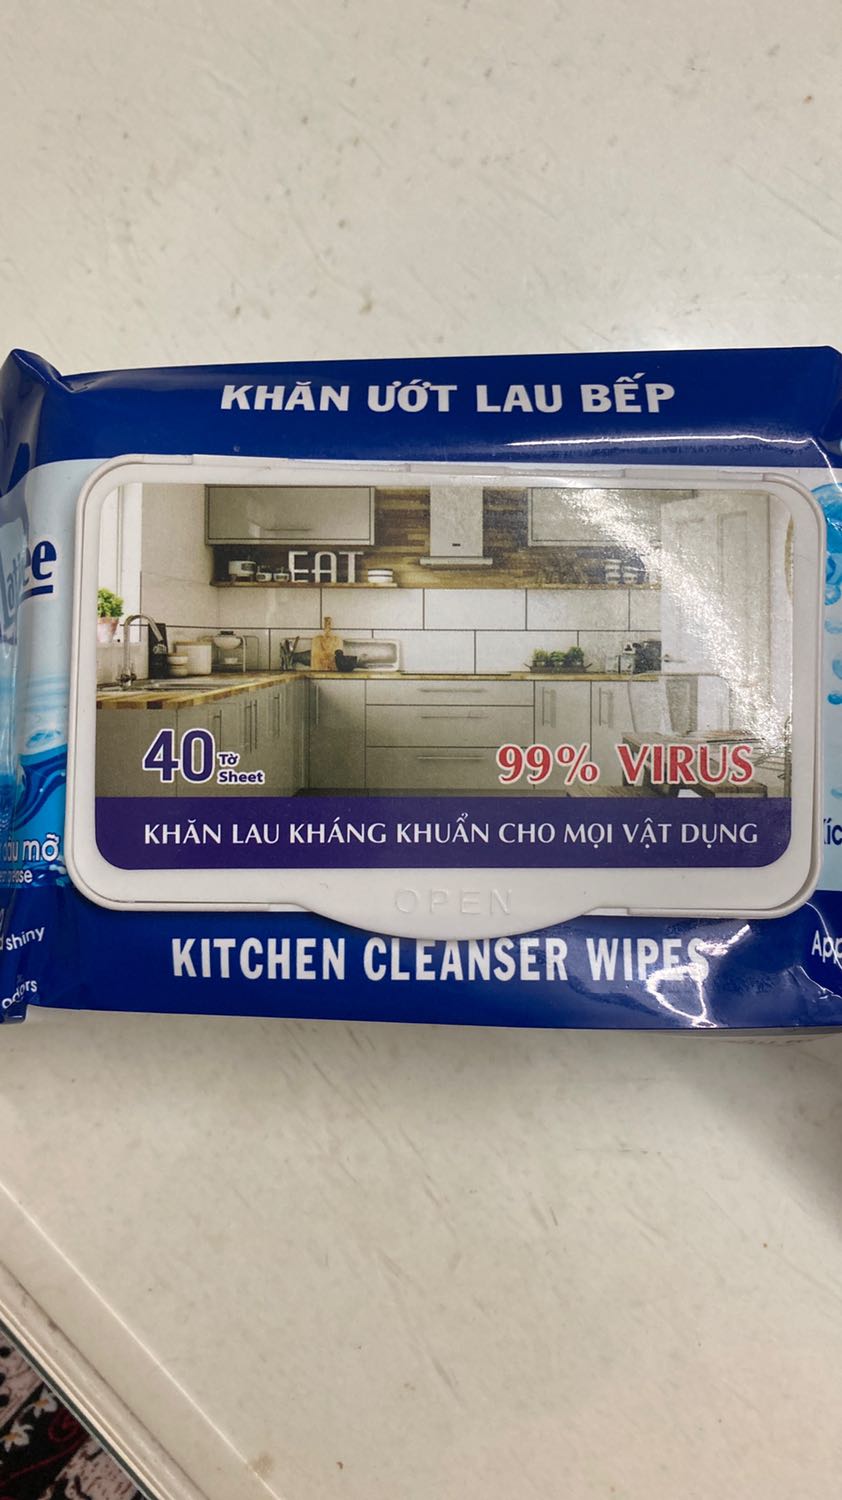 KHĂN ƯỚT LAU BẾP
EAT
40 Tờ
Sheet
99% VIRUS
KHĂN LAU KHÁNG KHUẨN CHO MỌI VẬT DỤNG
OPEN
KITCHEN CLEANSER WIPES
dầu mỡ
shiny